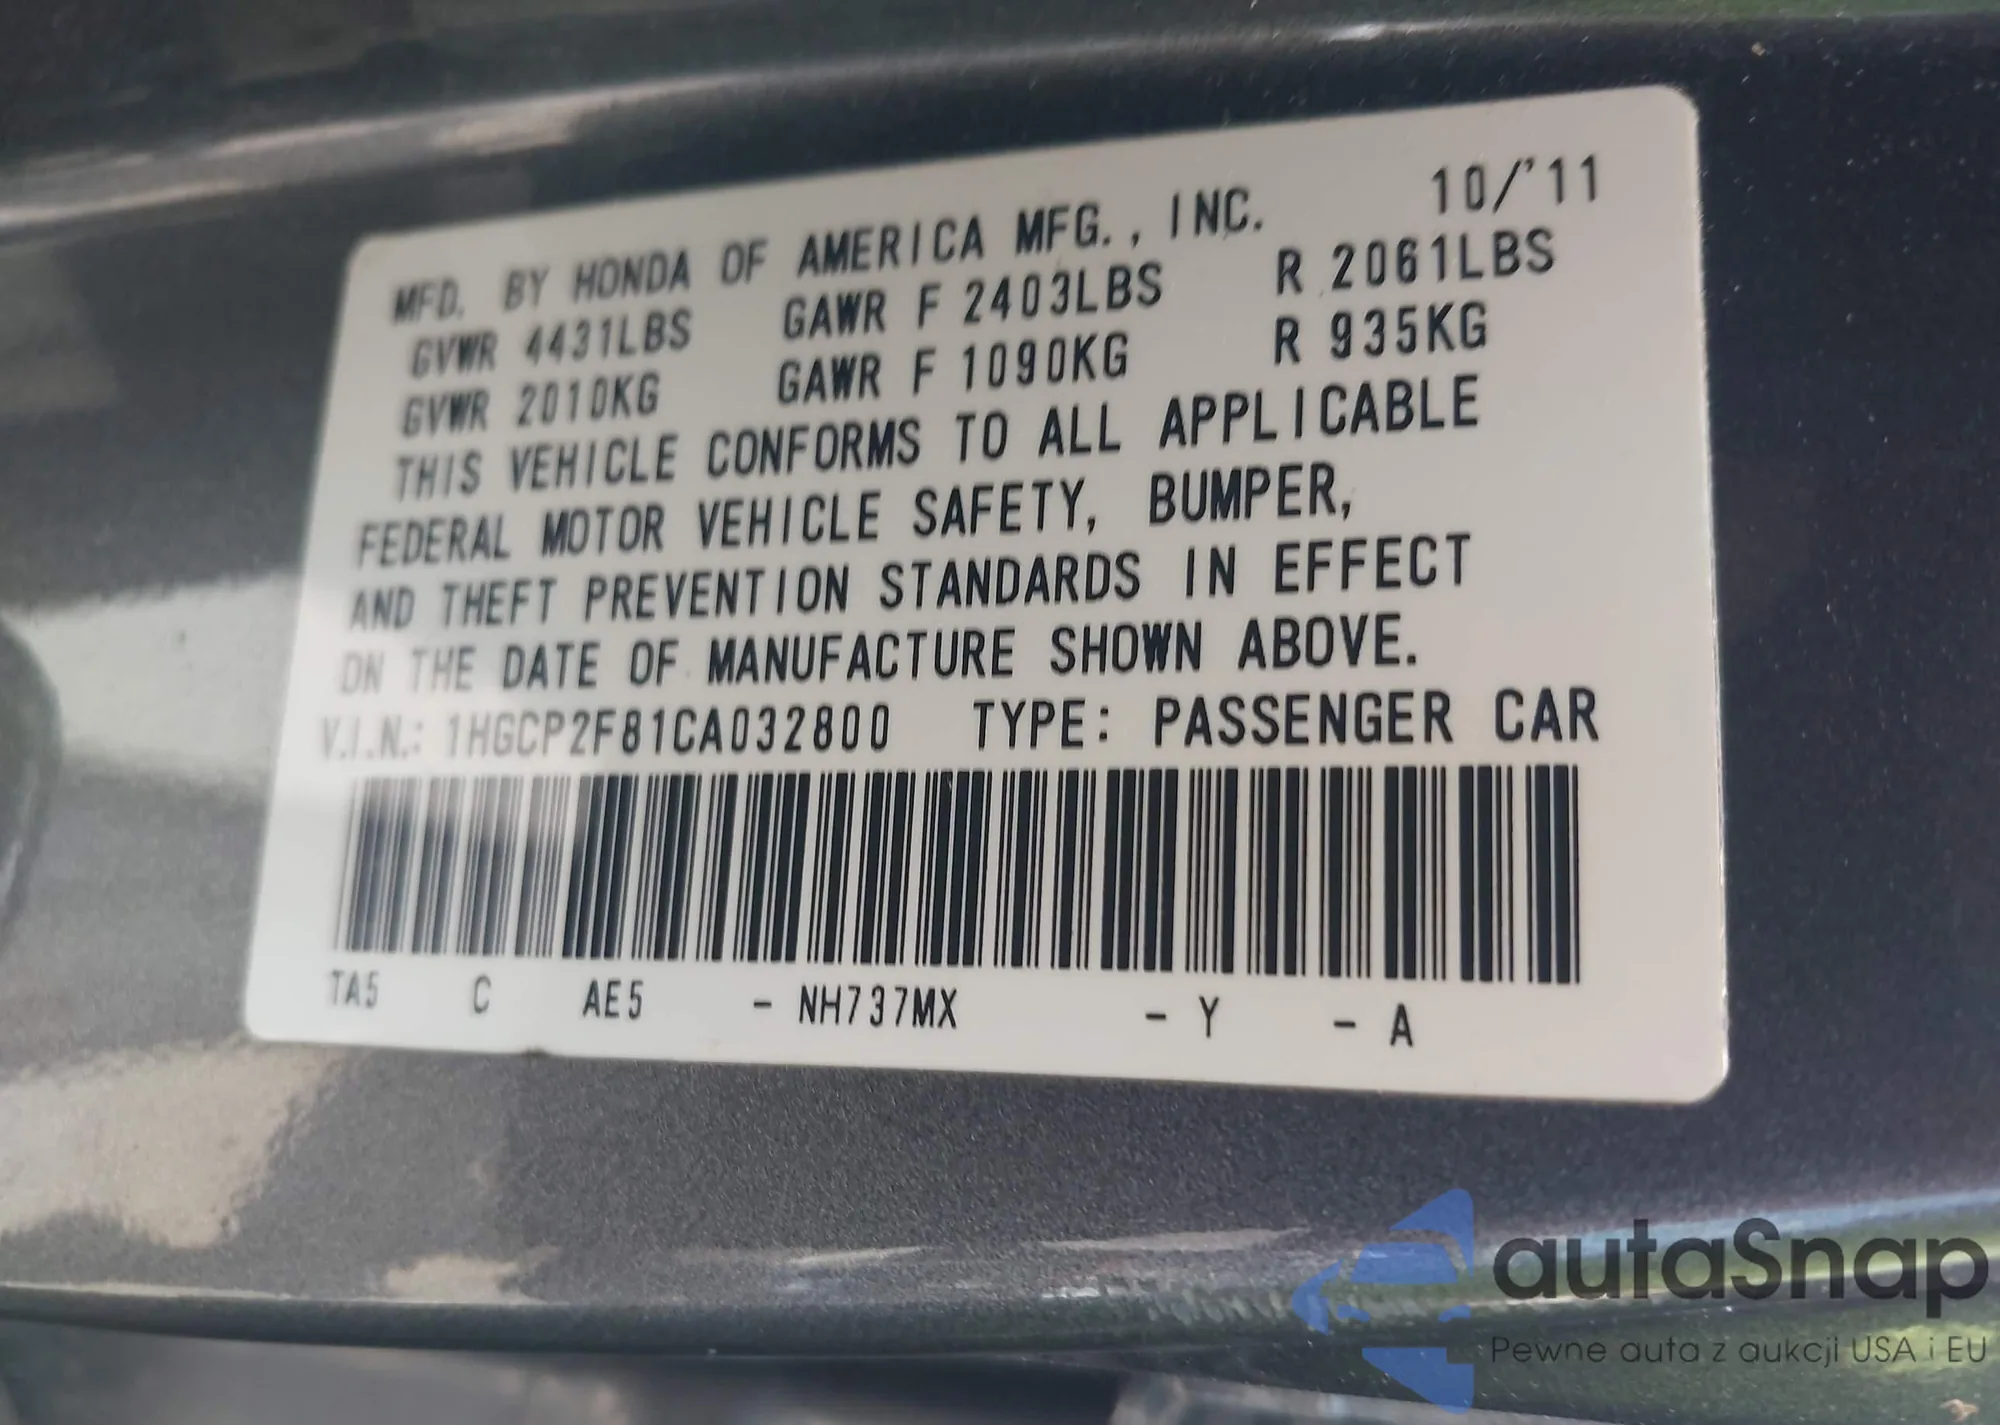 MFD. BY HONDA OF AMERICA MFG., INC. 10/'11
GVWR 4431LBS GAWR F 2403LBS R 2061LBS
GVWR 2010KG GAWR F 1090KG R 935KG
THIS VEHICLE CONFORMS TO ALL APPLICABLE
FEDERAL MOTOR VEHICLE SAFETY, BUMPER,
AND THEFT PREVENTION STANDARDS IN EFFECT
ON THE DATE OF MANUFACTURE SHOWN ABOVE.
V.I.N.: 1HGCP2F81CA032800 TYPE: PASSENGER CAR
TA5 C AE5 - NH737MX - Y - A
autaSnap
Pewne auta z aukcji USA i EU